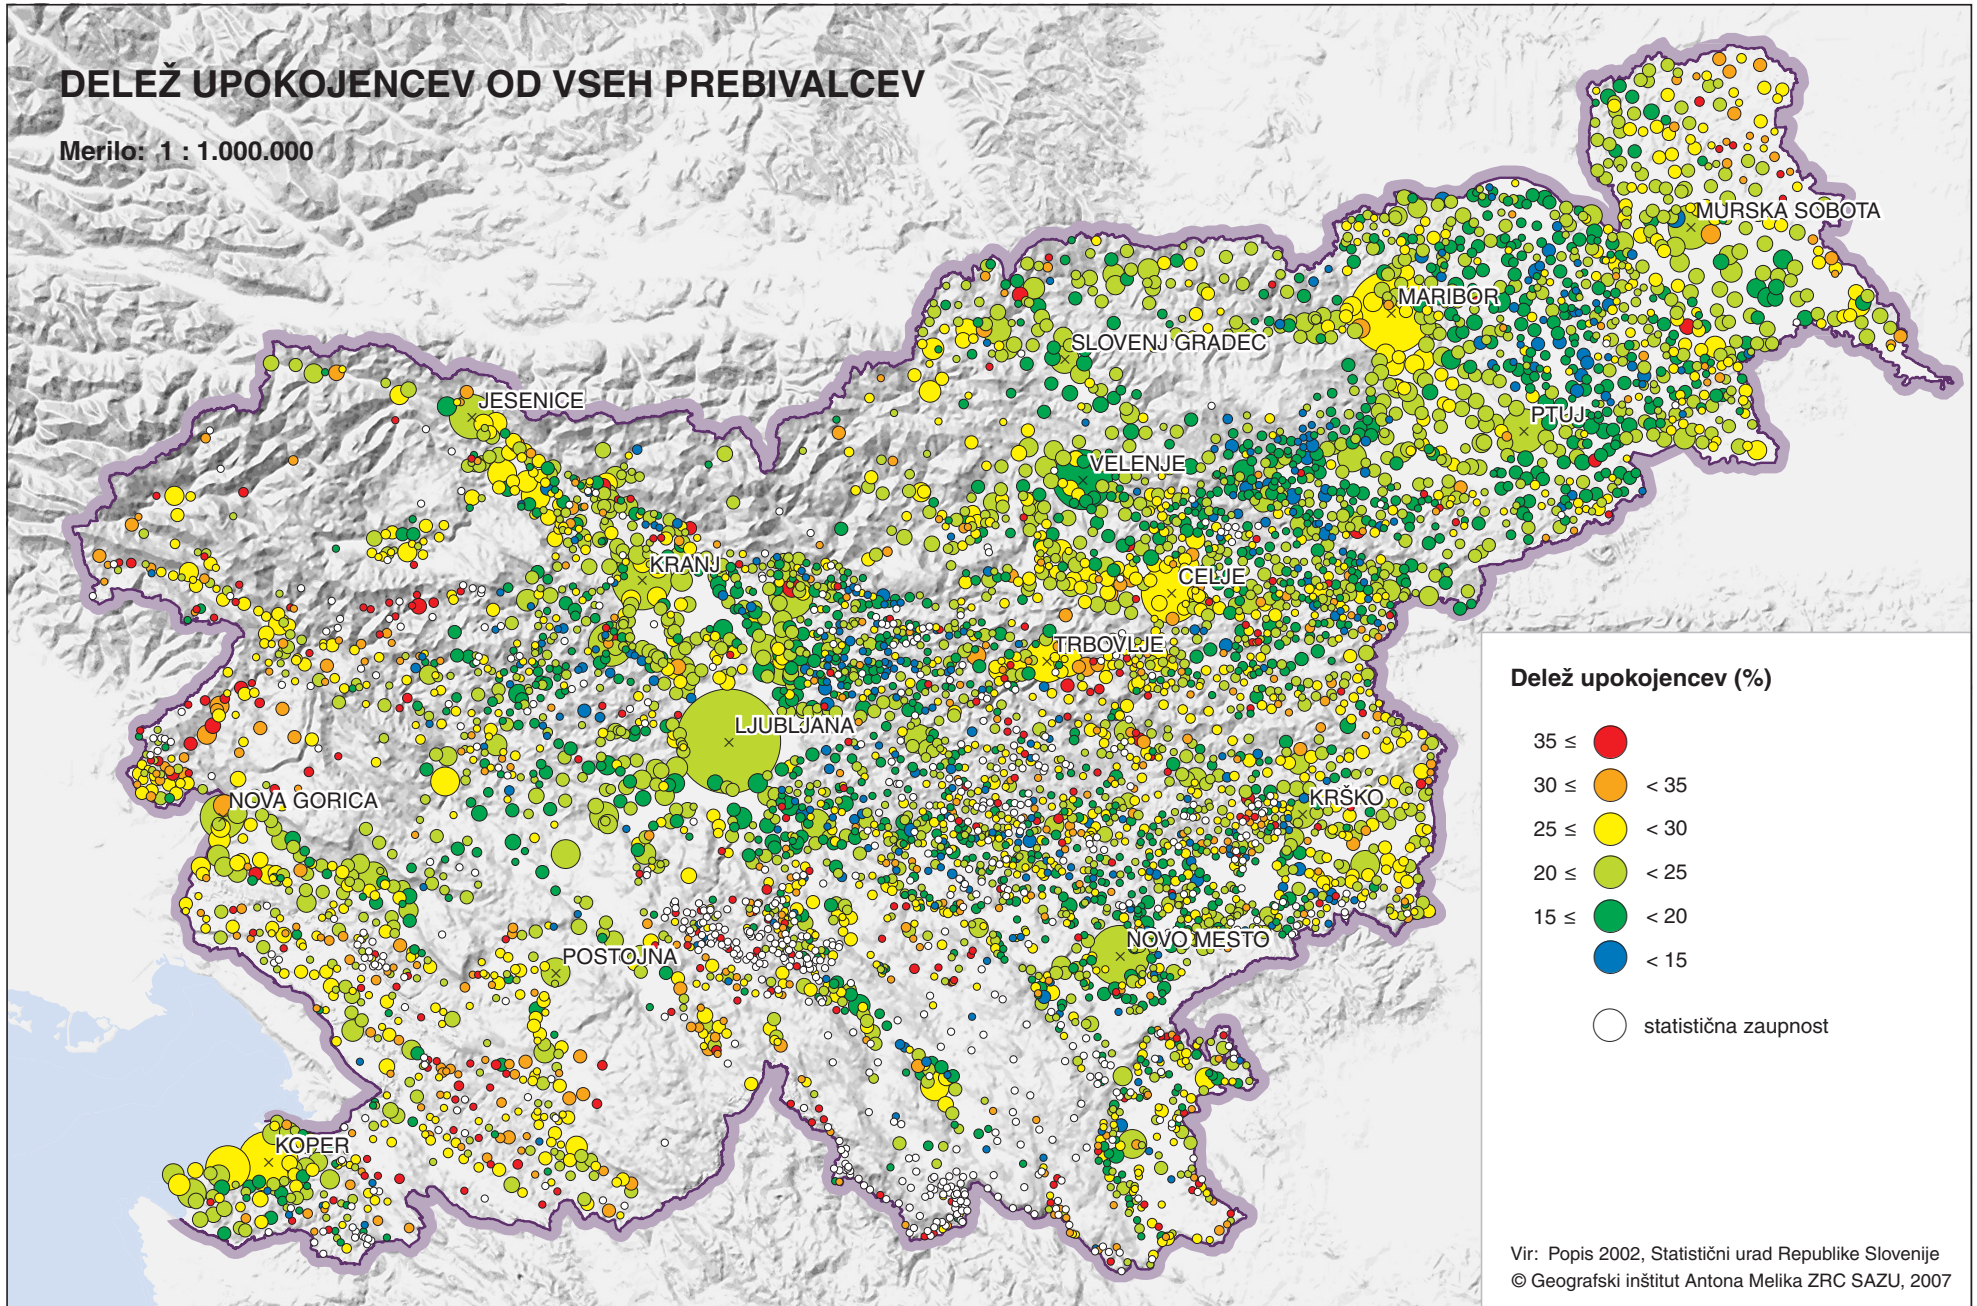 DELEŽ UPOKOJENCEV OD VSEH PREBIVALCEV
Merilo: 1 : 1.000.000
MURSKA SOBOTA
MARIBOR
SLOVENJ GRADEC
JESENICE
PTUJ
VELENJE
KRANJ
CELJE
TRBOVLJE
LJUBLJANA
NOVA GORICA
KRŠKO
NOVO MESTO
POSTOJNA
KOPER
Delež upokojencev (%)
35 ≤
30 ≤ < 35
25 ≤ < 30
20 ≤ < 25
15 ≤ < 20
< 15
statistična zaupnost
Vir: Popis 2002, Statistični urad Republike Slovenije
© Geografski inštitut Antona Melika ZRC SAZU, 2007